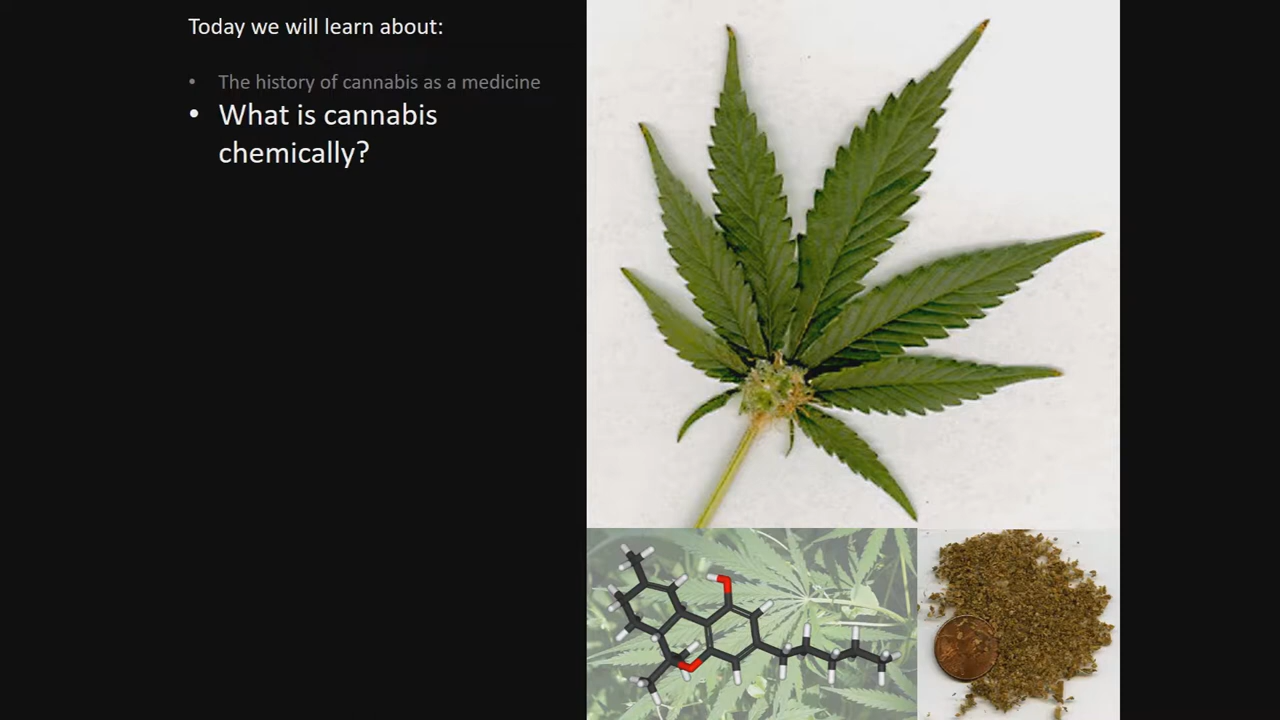 Today we will learn about:
• The history of cannabis as a medicine
• What is cannabis
chemically?